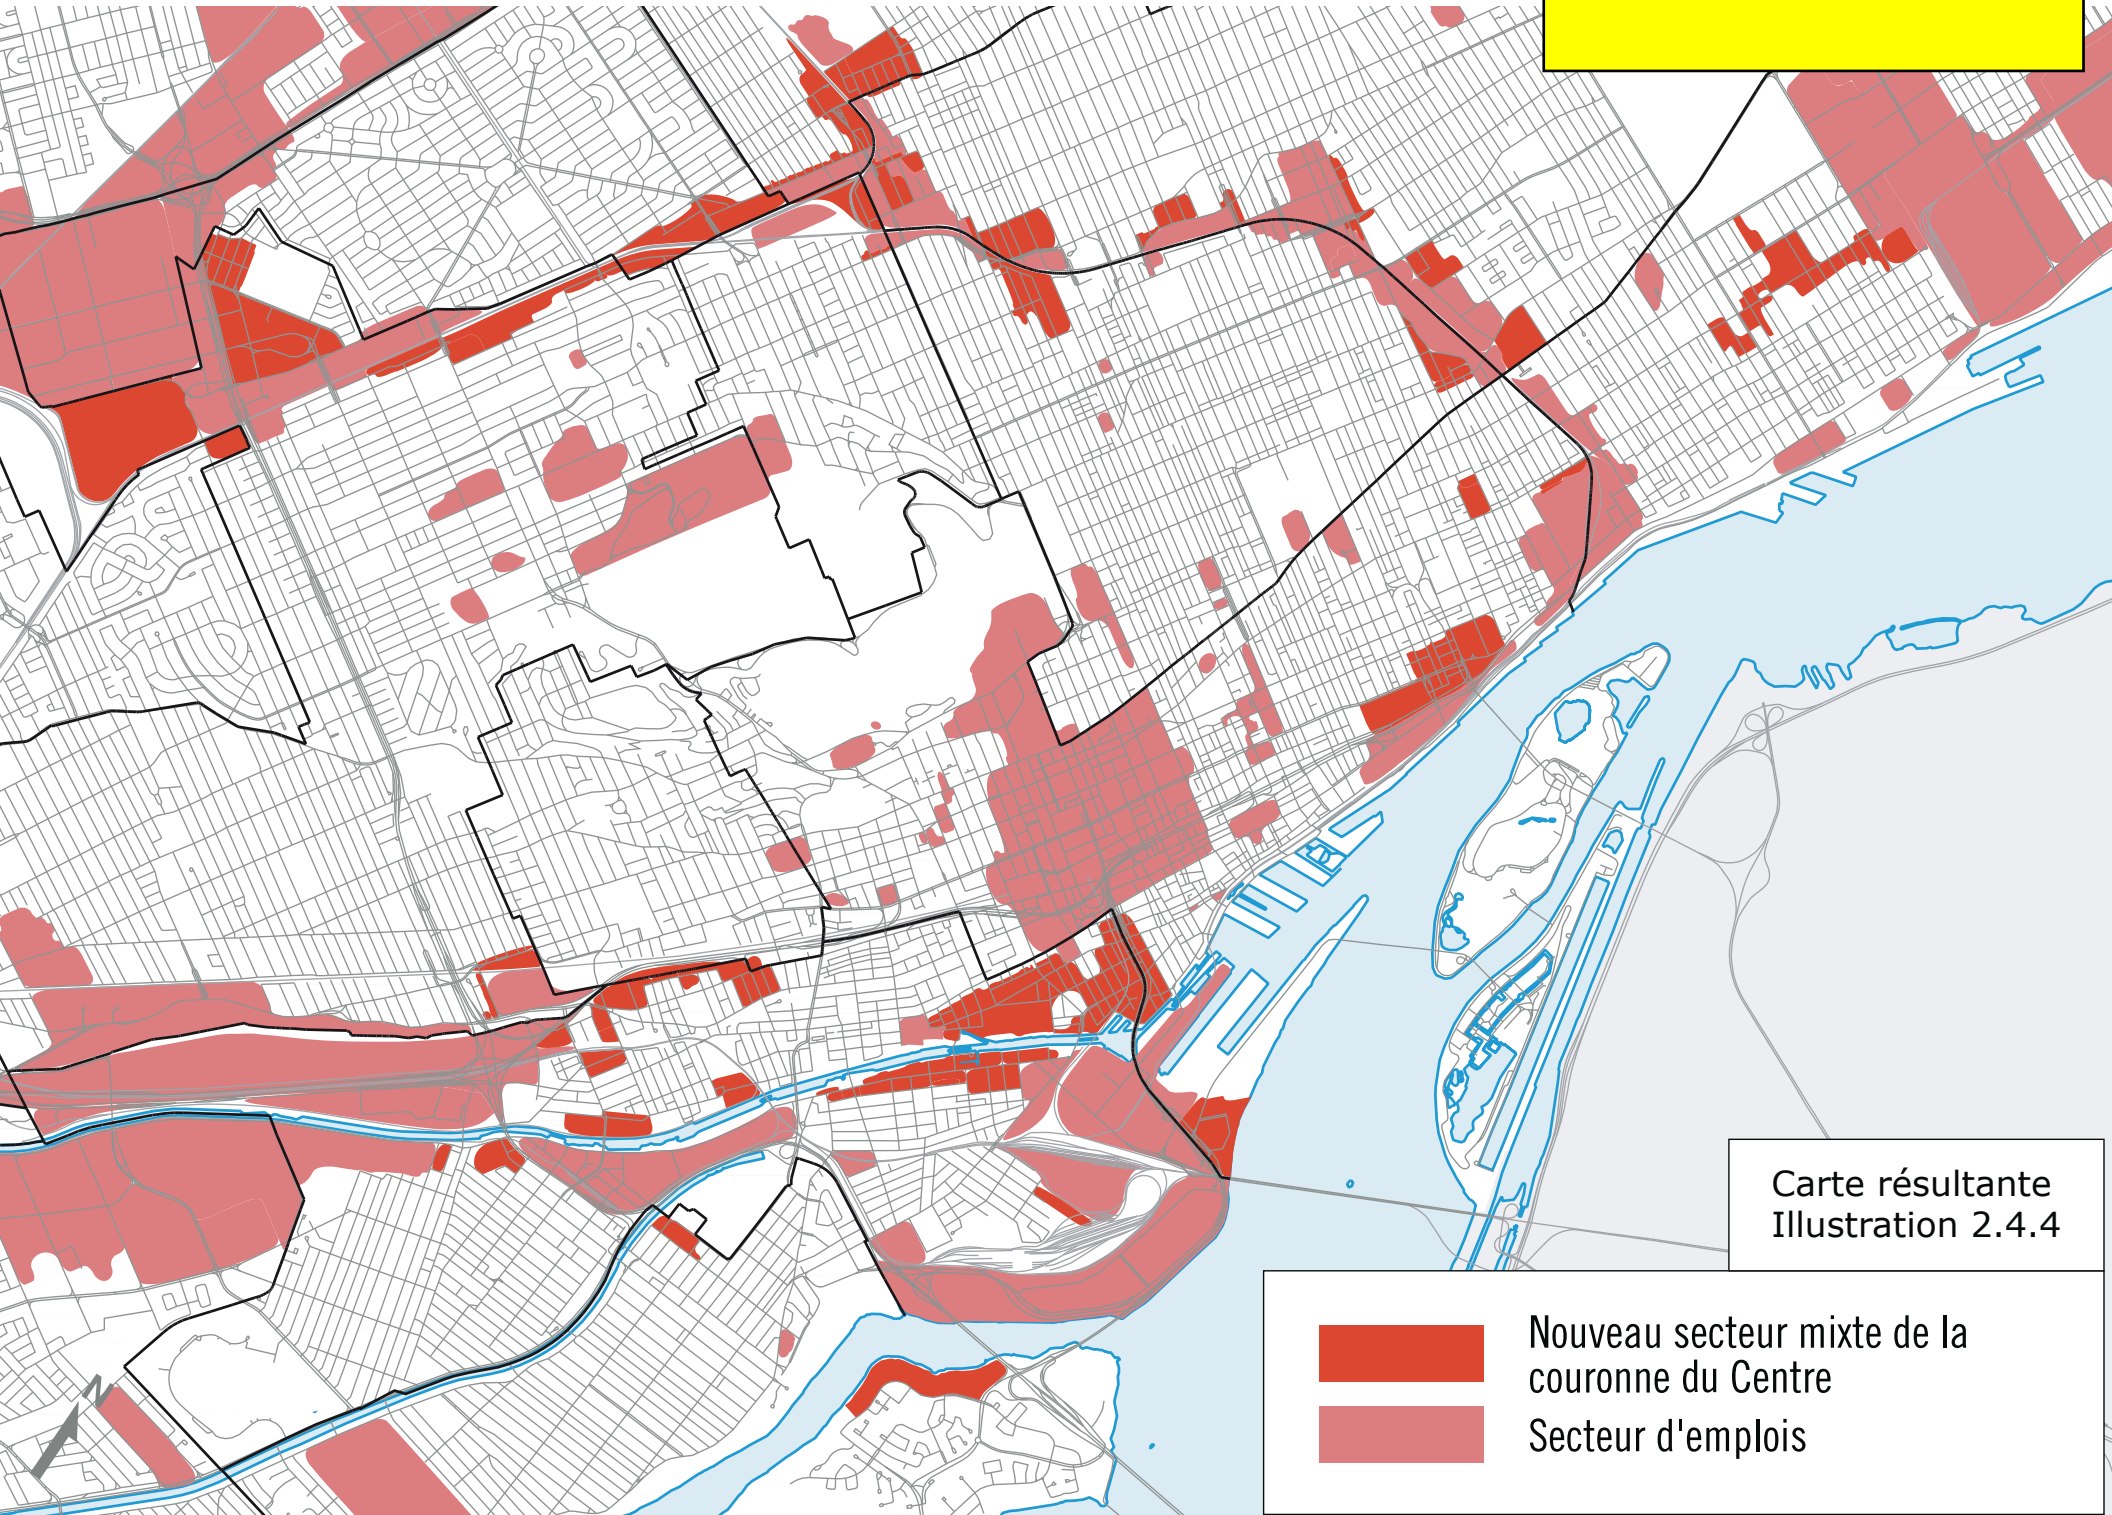 Carte résultante
Illustration 2.4.4
Nouveau secteur mixte de la
couronne du Centre
Secteur d'emplois
N